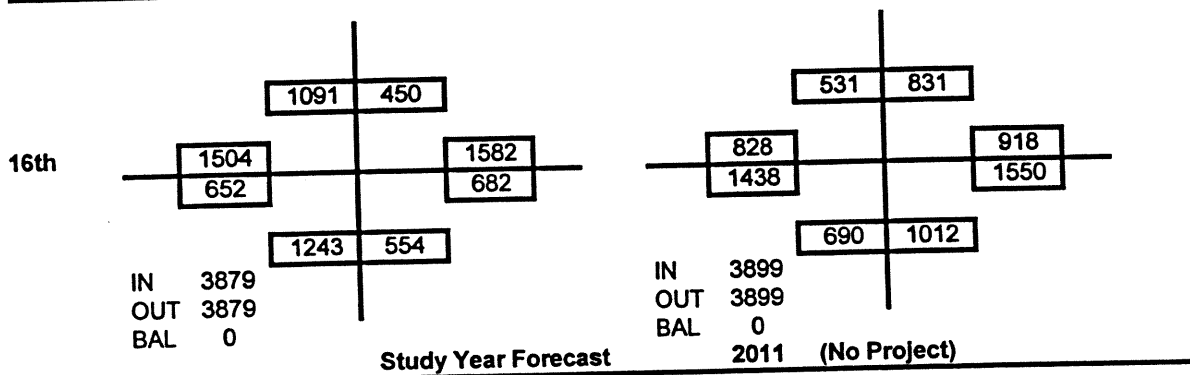 1091 450 531 831
1504 1582 828 918
16th
652 682 1438 1550
1243 554 690 1012
IN 3879 IN 3899
OUT 3879 OUT 3899
BAL 0 BAL 0
Study Year Forecast 2011 (No Project)